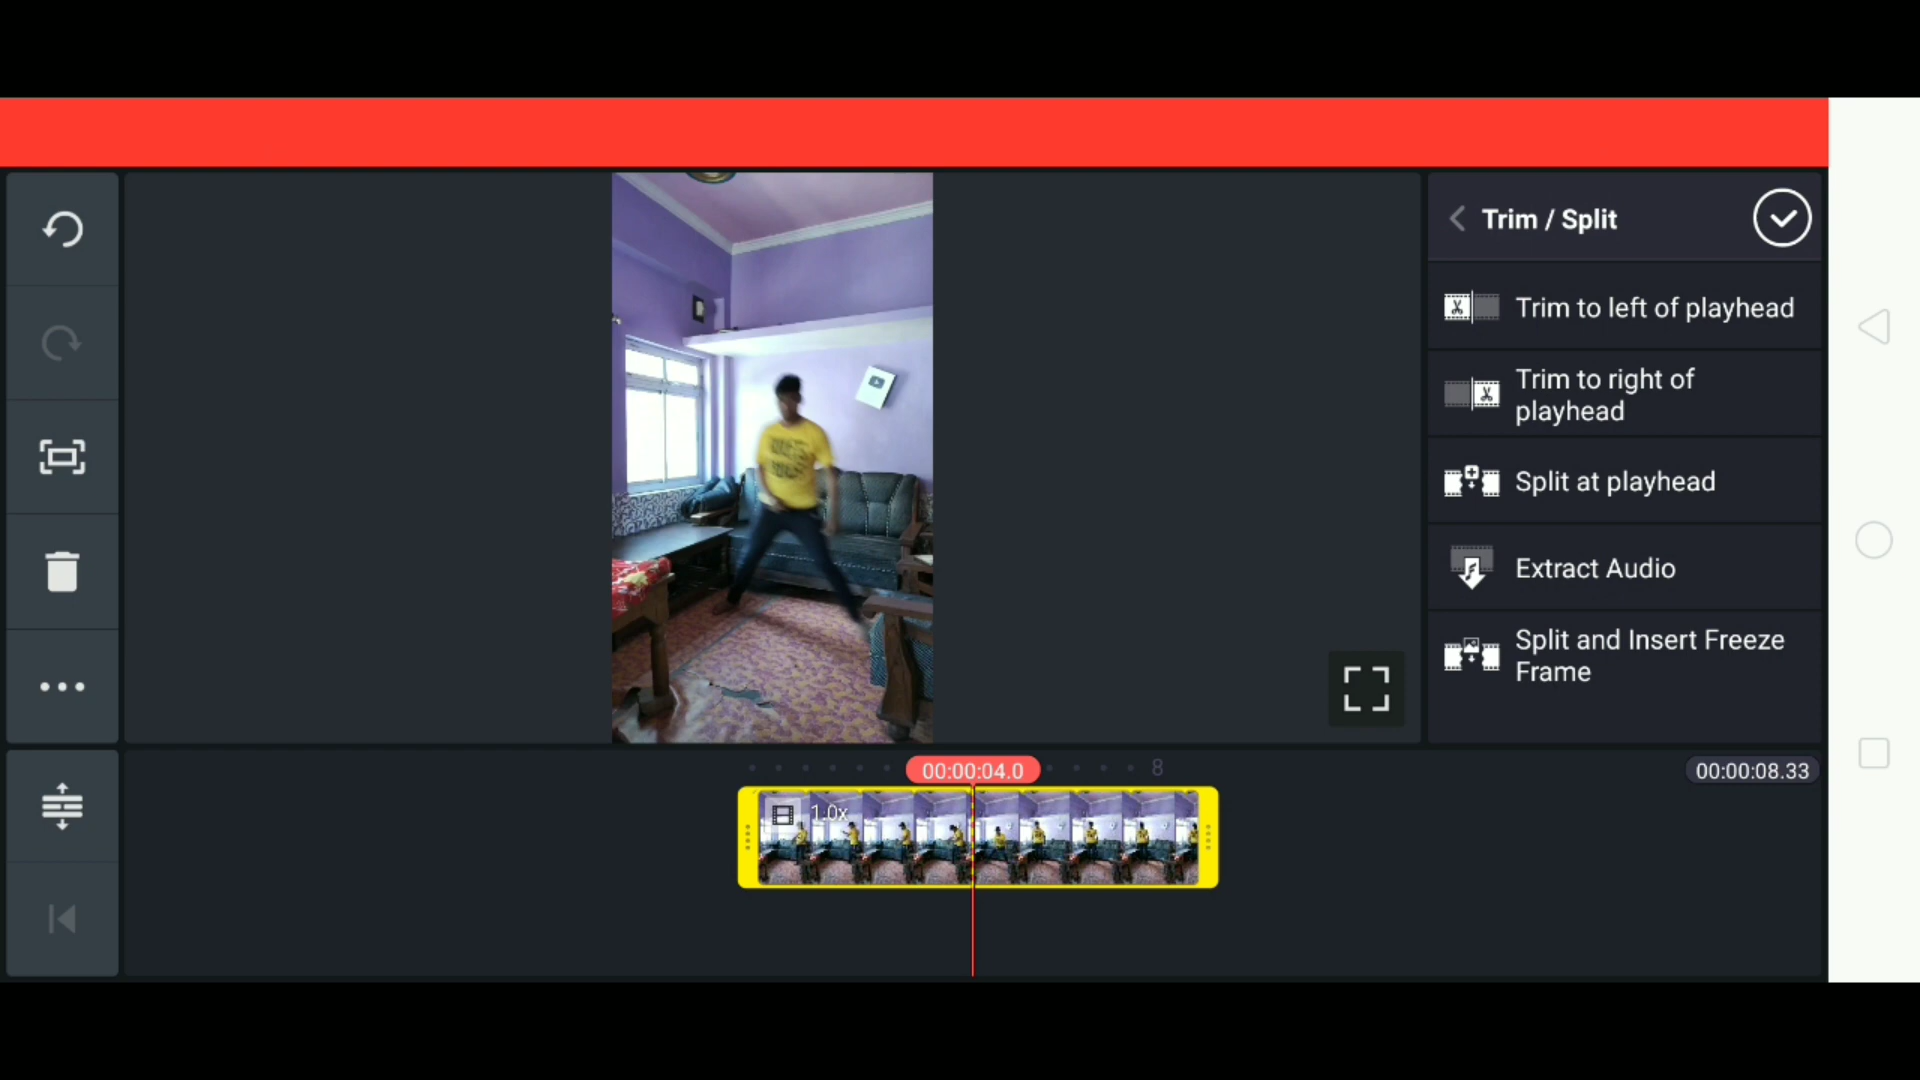 Trim / Split
Trim to left of playhead
Trim to right of
playhead
Split at playhead
Extract Audio
Split and Insert Freeze
Frame
00:00:04.0
8
00:00:08.33
1.0x